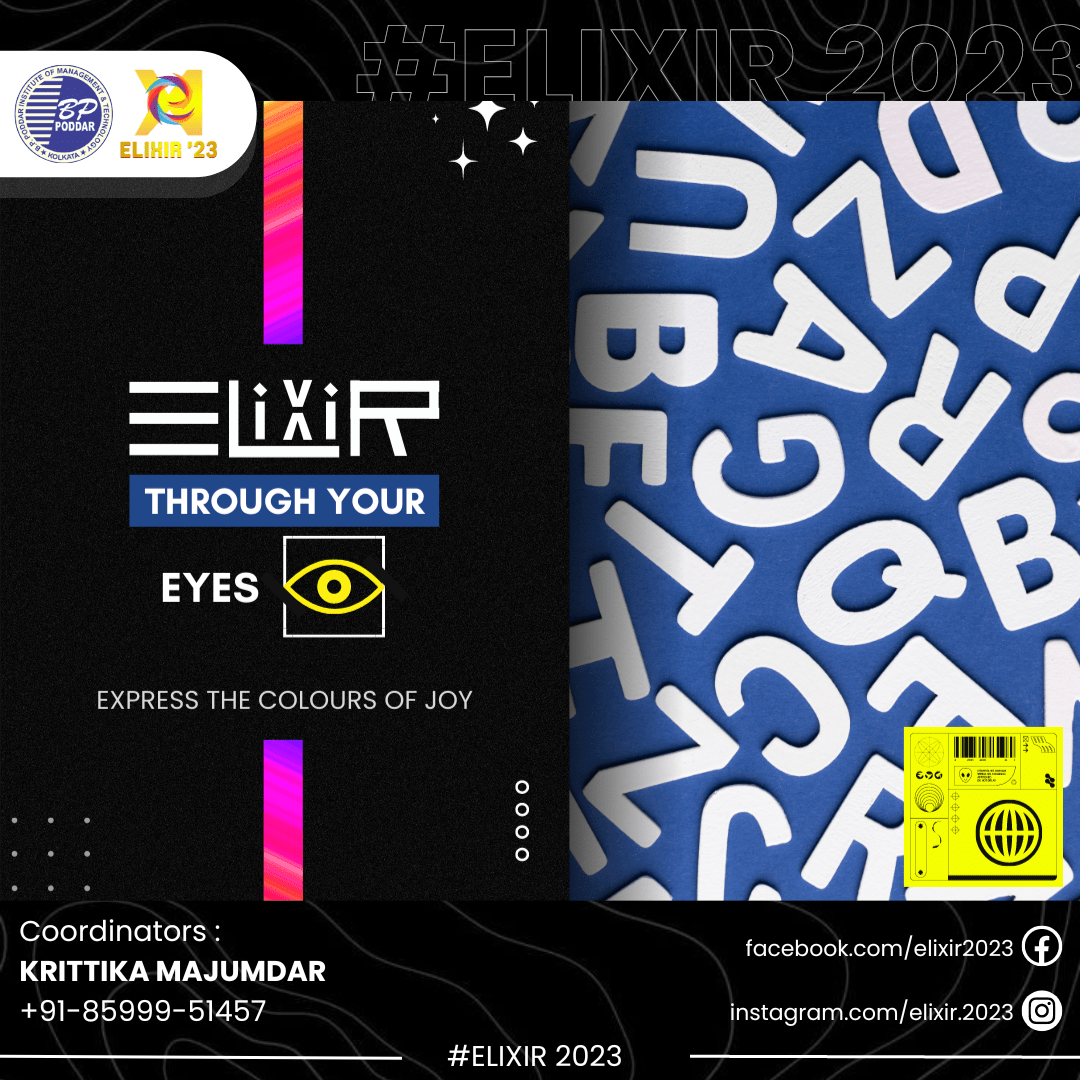 #ELIXIR 2023
B.P. PODDAR INSTITUTE OF MANAGEMENT & TECHNOLOGY
★ KOLKATA ★
BP
PODDAR
ELIHIR '23
ELiXiR
THROUGH YOUR
EYES
EXPRESS THE COLOURS OF JOY
U
Z
D
R
B
A
R
E
G
B
T
Q
T
C
Z
C
R
Coordinators :
KRITTIKA MAJUMDAR
+91-85999-51457
facebook.com/elixir2023
instagram.com/elixir.2023
#ELIXIR 2023